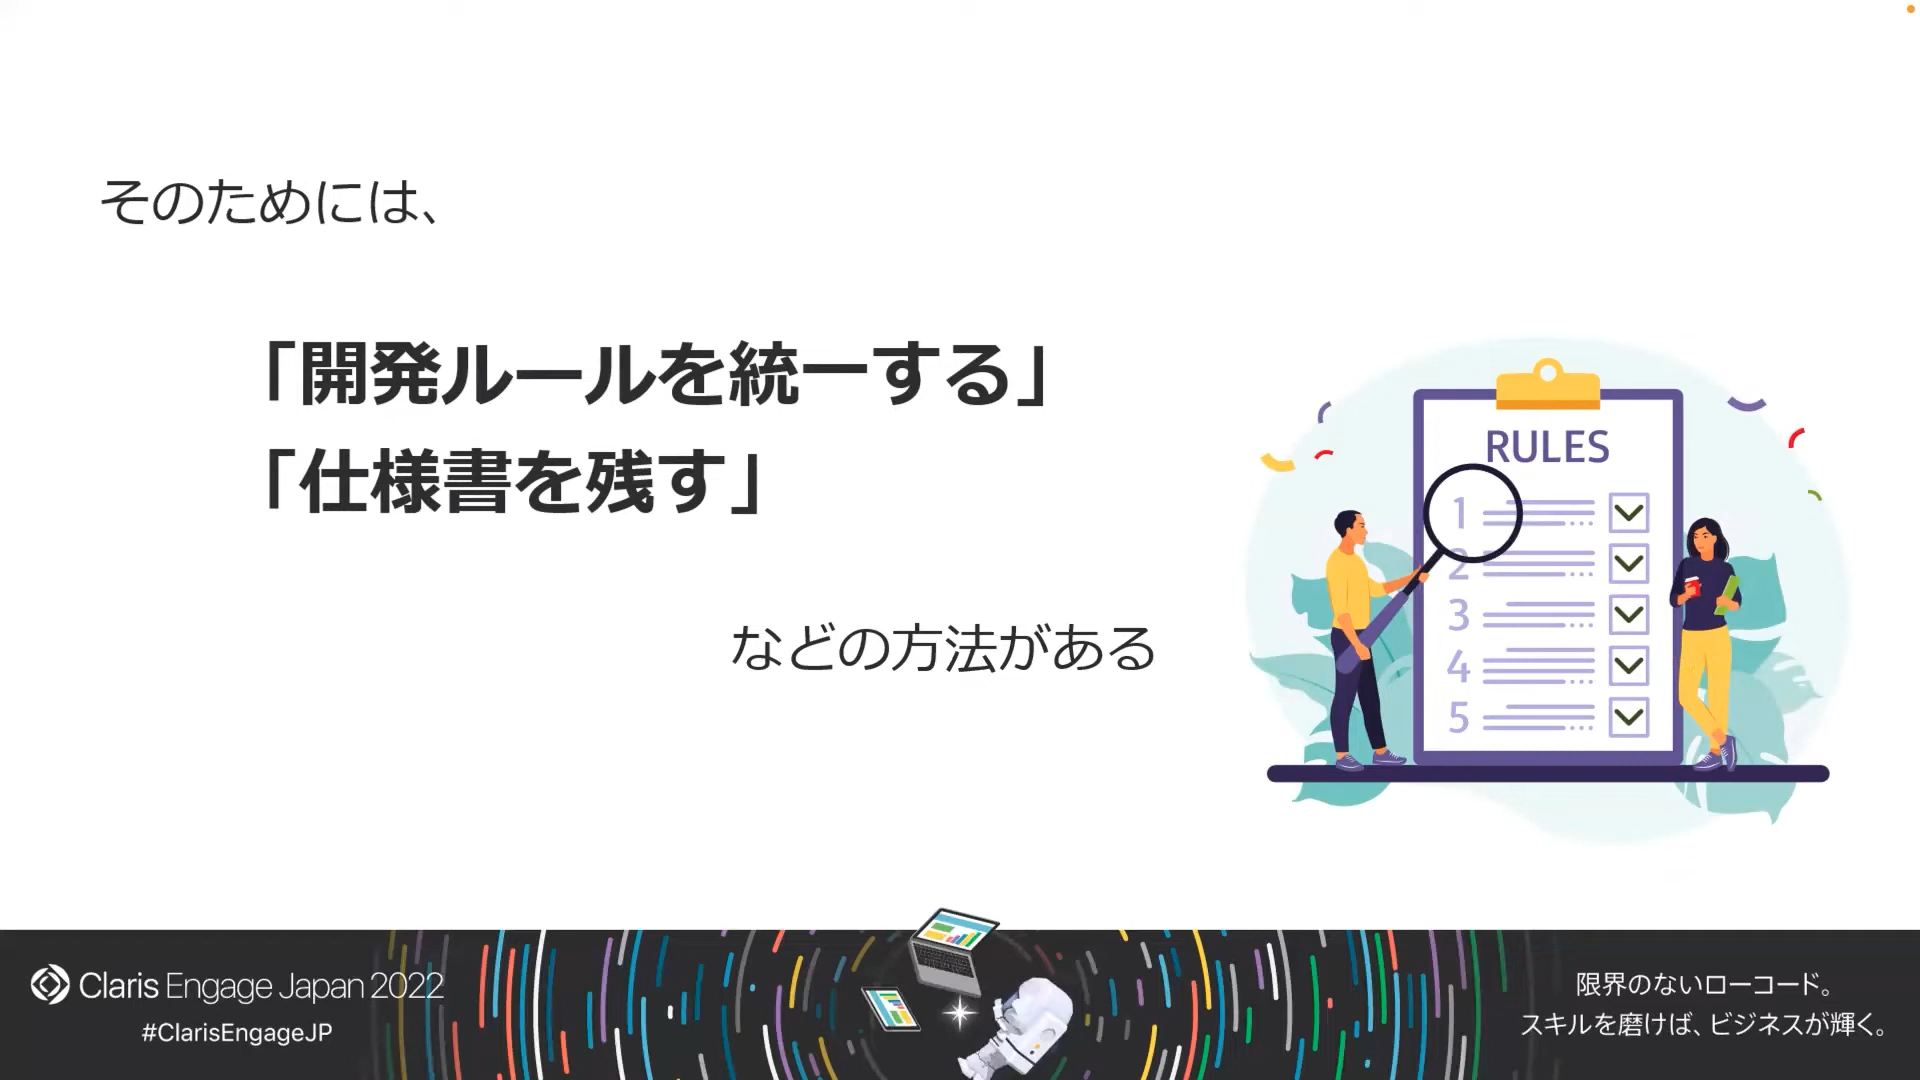 そのためには、
「開発ルールを統一する」
「仕様書を残す」
などの方法がある
RULES
1
2
3
4
5
Claris Engage Japan 2022
#ClarisEngageJP
限界のないローコード。
スキルを磨けば、ビジネスが輝く。